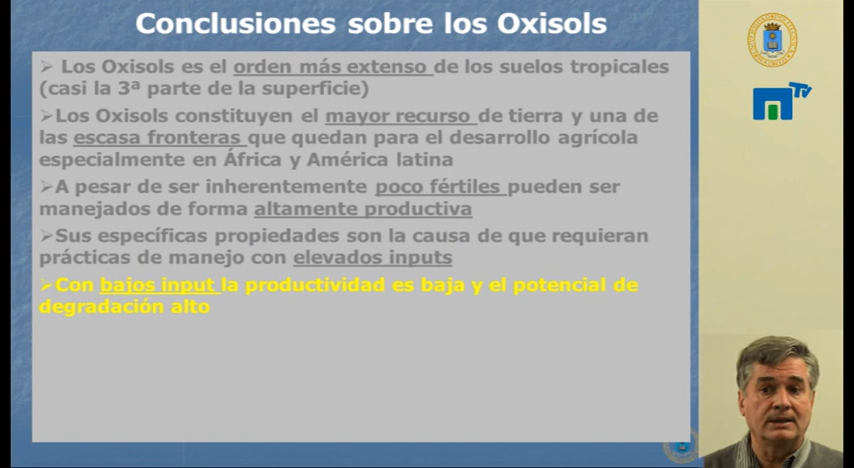 Conclusiones sobre los Oxisols
➢ Los Oxisols es el orden más extenso de los suelos tropicales
(casi la 3ª parte de la superficie)
➢Los Oxisols constituyen el mayor recurso de tierra y una de
las escasa fronteras que quedan para el desarrollo agrícola
especialmente en África y América latina
➢A pesar de ser inherentemente poco fértiles pueden ser
manejados de forma altamente productiva
➢Sus específicas propiedades son la causa de que requieran
prácticas de manejo con elevados inputs
➢Con bajos input la productividad es baja y el potencial de
degradación alto
TV